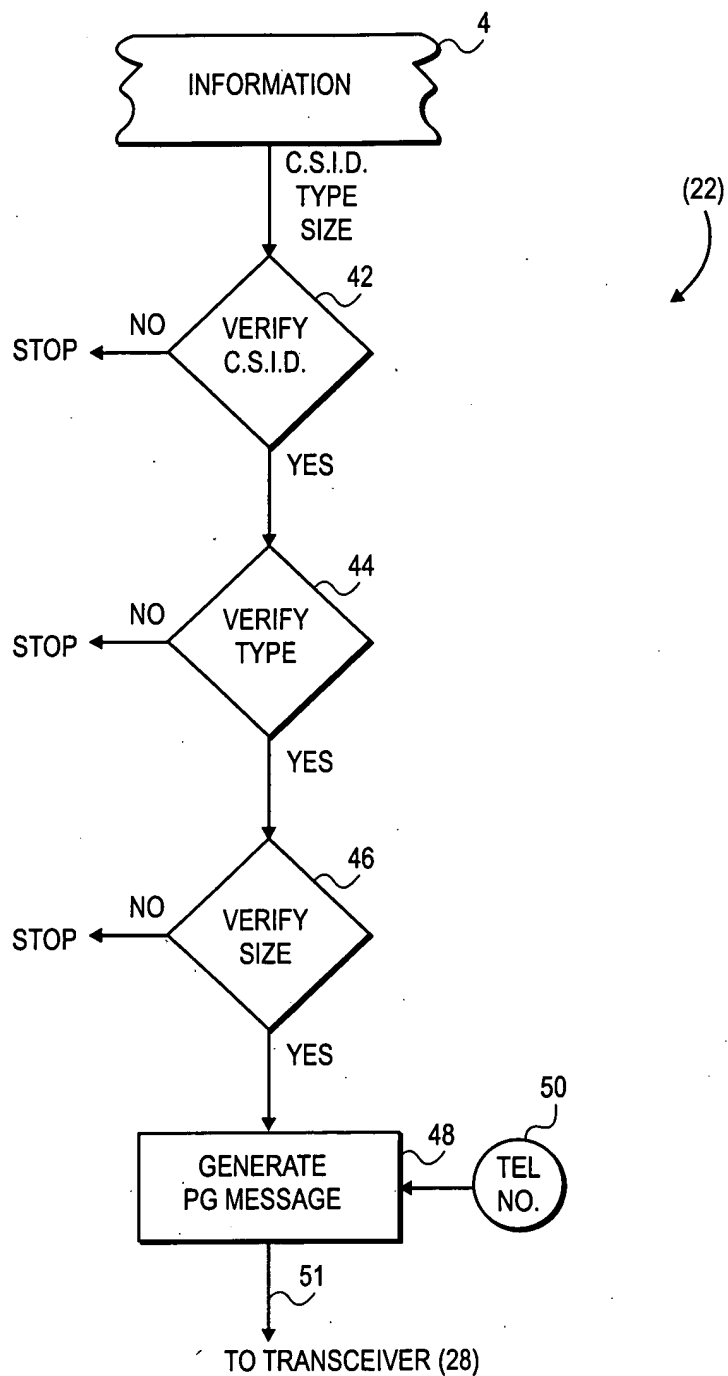 4
INFORMATION
C.S.I.D.
TYPE
SIZE
(22)
42
VERIFY
C.S.I.D.
NO
STOP
YES
44
VERIFY
TYPE
NO
STOP
YES
46
VERIFY
SIZE
NO
STOP
YES
48
GENERATE
PG MESSAGE
50
TEL
NO.
51
TO TRANSCEIVER (28)